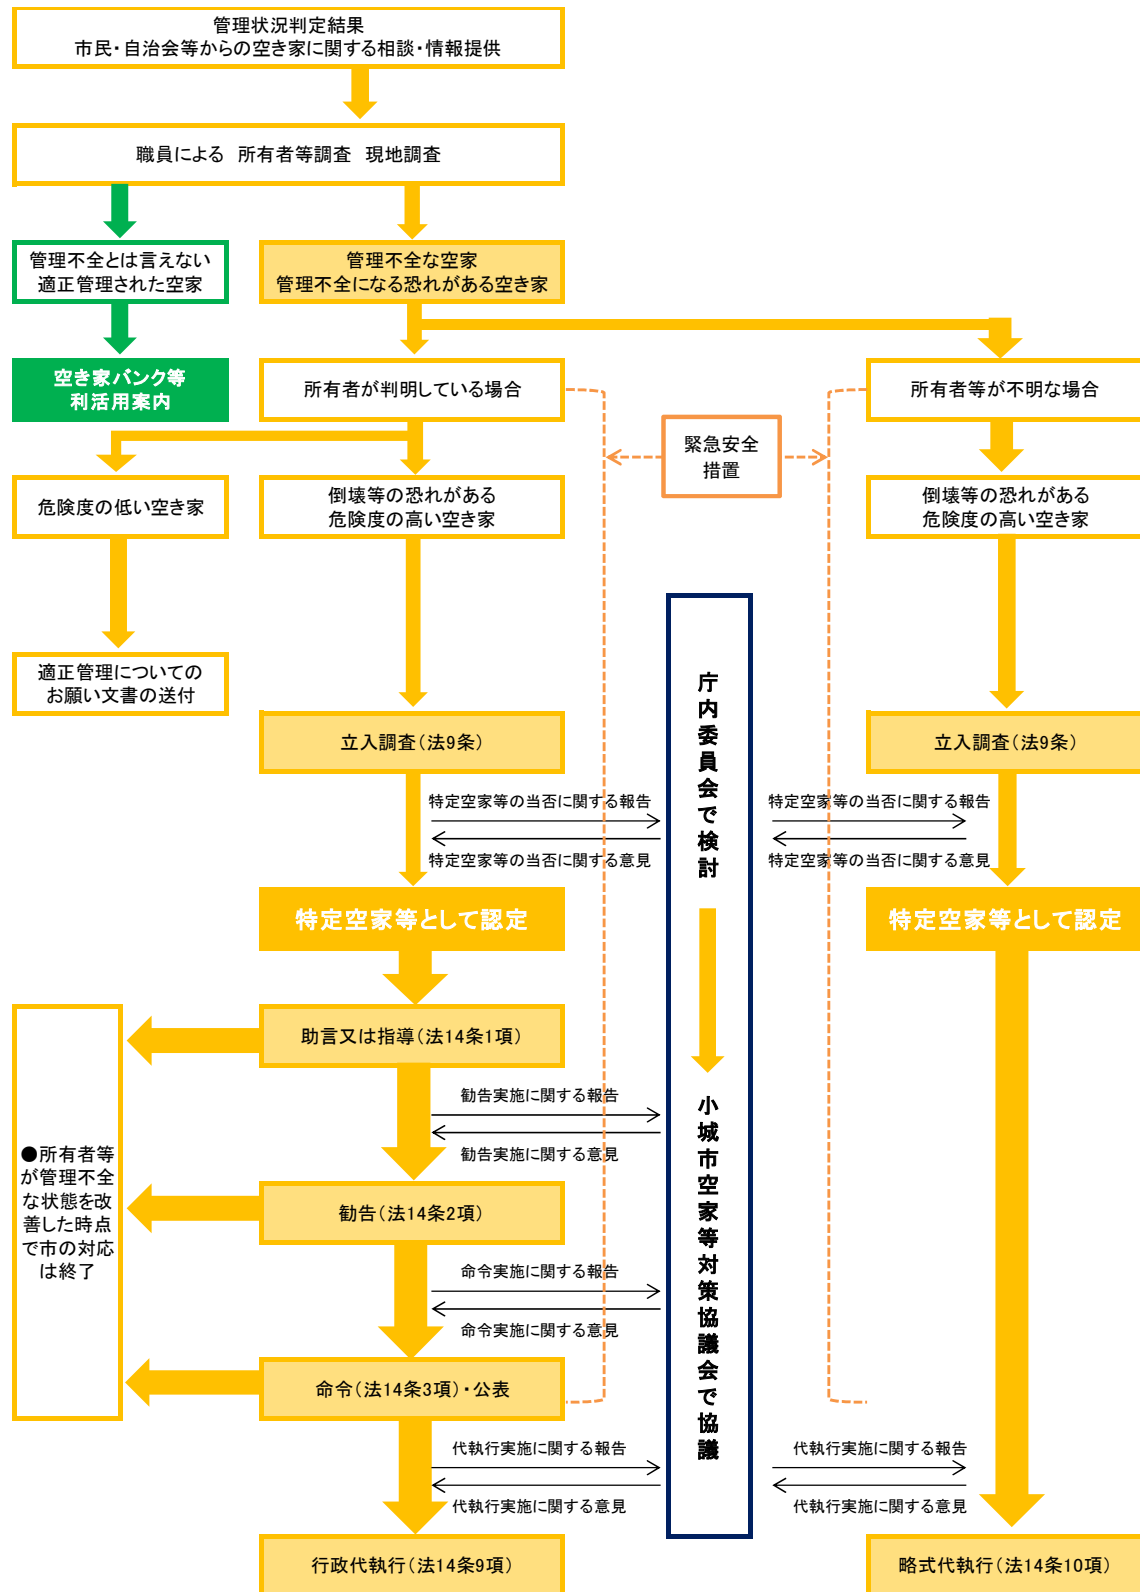 管理状況判定結果
市民・自治会等からの空き家に関する相談・情報提供
職員による　所有者等調査　現地調査
管理不全とは言えない
適正管理された空家
管理不全な空家
管理不全になる恐れがある空き家
空き家バンク等
利活用案内
所有者が判明している場合
所有者等が不明な場合
緊急安全
措置
危険度の低い空き家
倒壊等の恐れがある
危険度の高い空き家
倒壊等の恐れがある
危険度の高い空き家
適正管理についての
お願い文書の送付
立入調査（法9条）
庁内委員会で検討
立入調査（法9条）
特定空家等の当否に関する報告
特定空家等の当否に関する意見
特定空家等の当否に関する報告
特定空家等の当否に関する意見
特定空家等として認定
特定空家等として認定
助言又は指導（法14条1項）
勧告実施に関する報告
勧告実施に関する意見
小城市空家等対策協議会で協議
●所有者等
が管理不全
な状態を改
善した時点
で市の対応
は終了
勧告（法14条2項）
命令実施に関する報告
命令実施に関する意見
命令（法14条3項）・公表
代執行実施に関する報告
代執行実施に関する意見
代執行実施に関する報告
代執行実施に関する意見
行政代執行（法14条9項）
略式代執行（法14条10項）